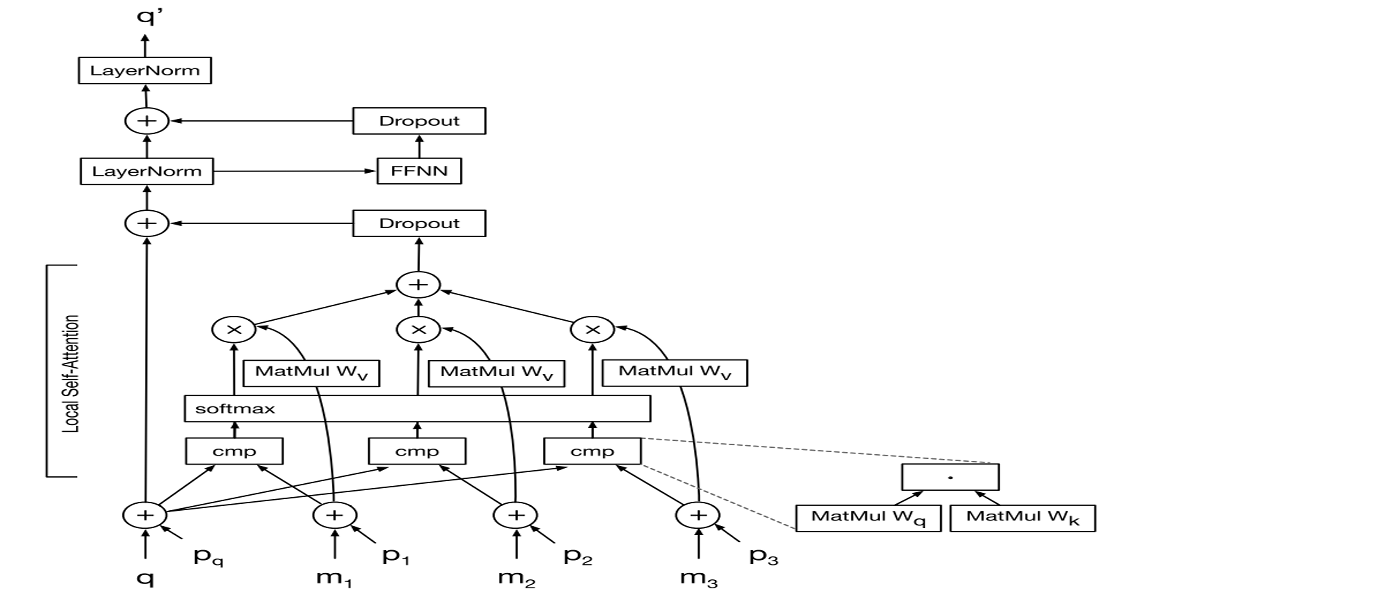 q’
LayerNorm
+ Dropout
LayerNorm FFNN
+ Dropout
+
× × ×
MatMul Wᵥ MatMul Wᵥ MatMul Wᵥ
Local Self-Attention
softmax
cmp cmp cmp
·
+ + + + MatMul Wq MatMul Wₖ
pq p₁ p₂ p₃
q m₁ m₂ m₃